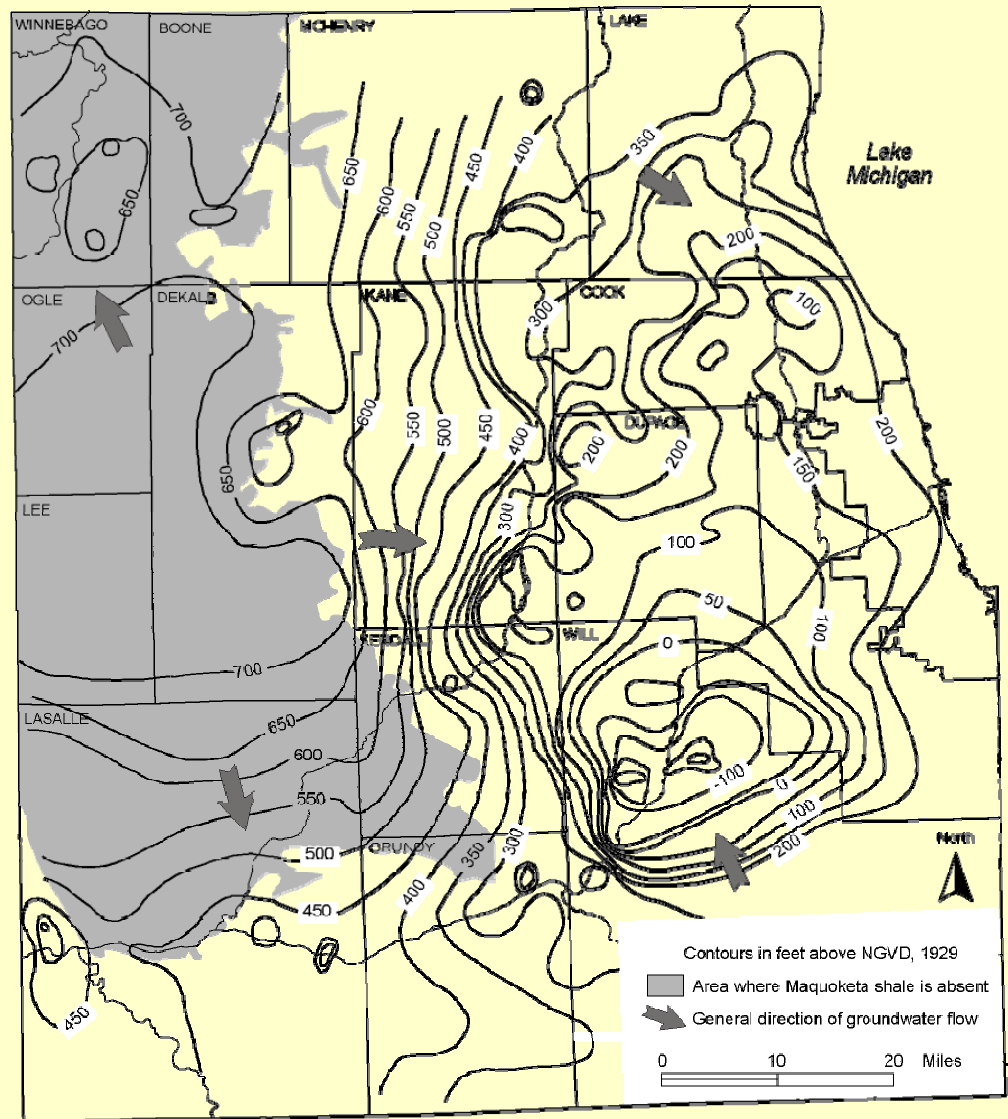 WINNEBAGO
BOONE
MCHENRY
LAKE
700
350
Lake
Michigan
650
600
550
500
450
400
650
200
OGLE
DEKALB
KANE
COOK
700
300
100
600
550
500
450
400
DUPAGE
200
200
200
650
150
LEE
300
100
50
100
KENDALL
WILL
0
700
LASALLE
650
600
-100
0
550
100
GRUNDY
300
350
200
North
500
400
450
450
Contours in feet above NGVD, 1929
Area where Maquoketa shale is absent
General direction of groundwater flow
0 10 20 Miles